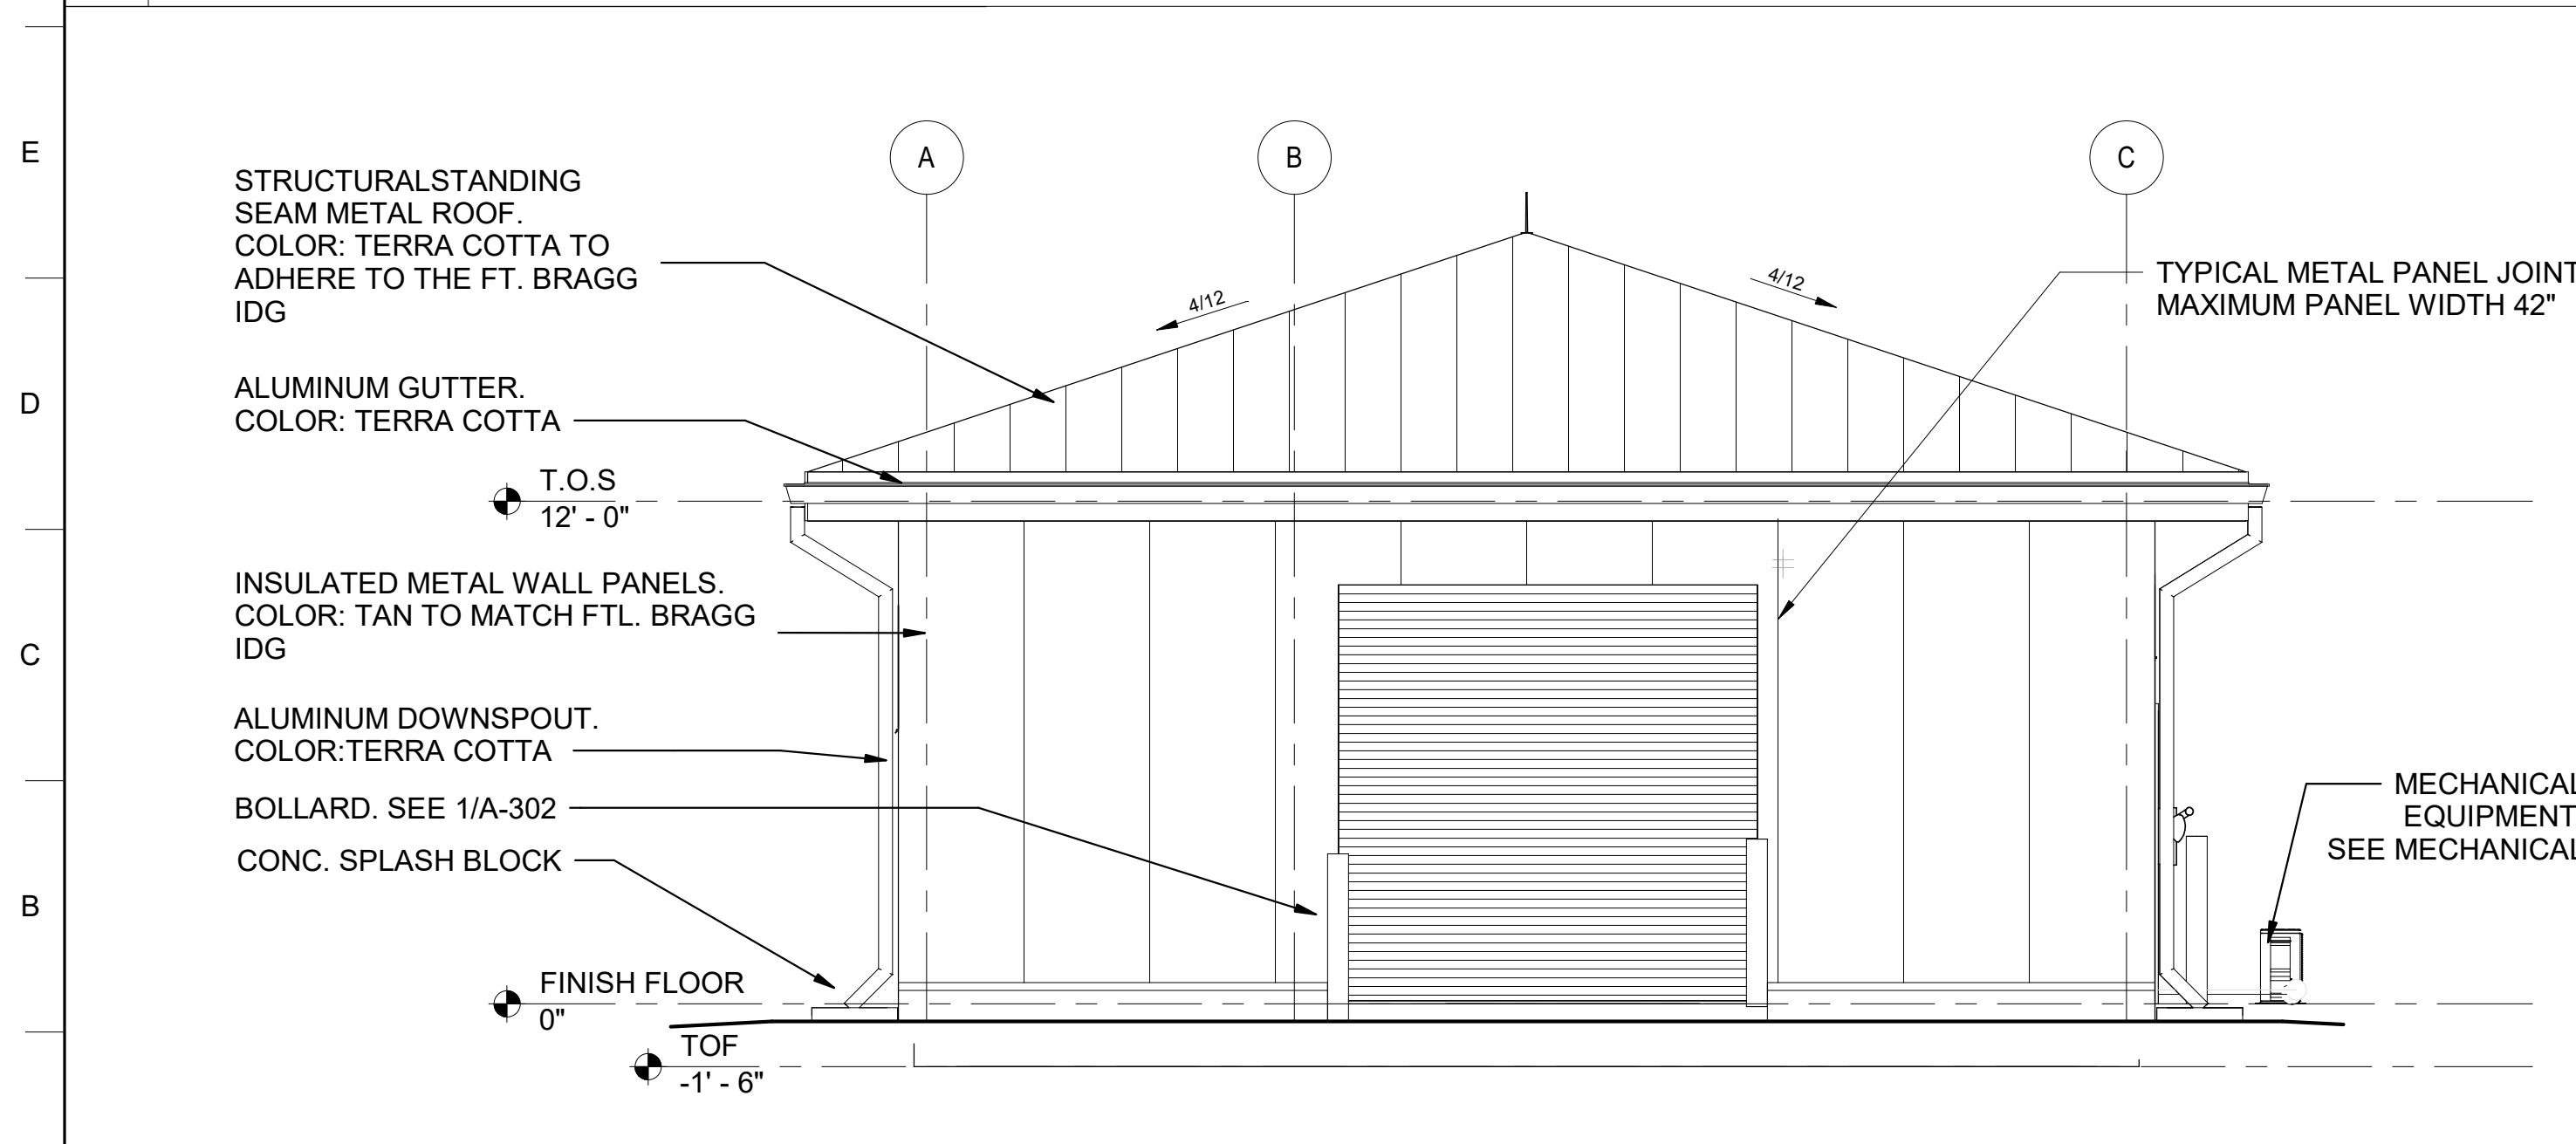 E
D
C
B
A
B
C
STRUCTURALSTANDING
SEAM METAL ROOF.
COLOR: TERRA COTTA TO
ADHERE TO THE FT. BRAGG
IDG
4/12
4/12
TYPICAL METAL PANEL JOINT
MAXIMUM PANEL WIDTH 42"
ALUMINUM GUTTER.
COLOR: TERRA COTTA
T.O.S
12' - 0"
INSULATED METAL WALL PANELS.
COLOR: TAN TO MATCH FTL. BRAGG
IDG
ALUMINUM DOWNSPOUT.
COLOR:TERRA COTTA
BOLLARD. SEE 1/A-302
CONC. SPLASH BLOCK
MECHANICAL
EQUIPMENT
SEE MECHANICAL
FINISH FLOOR
0"
TOF
-1' - 6"